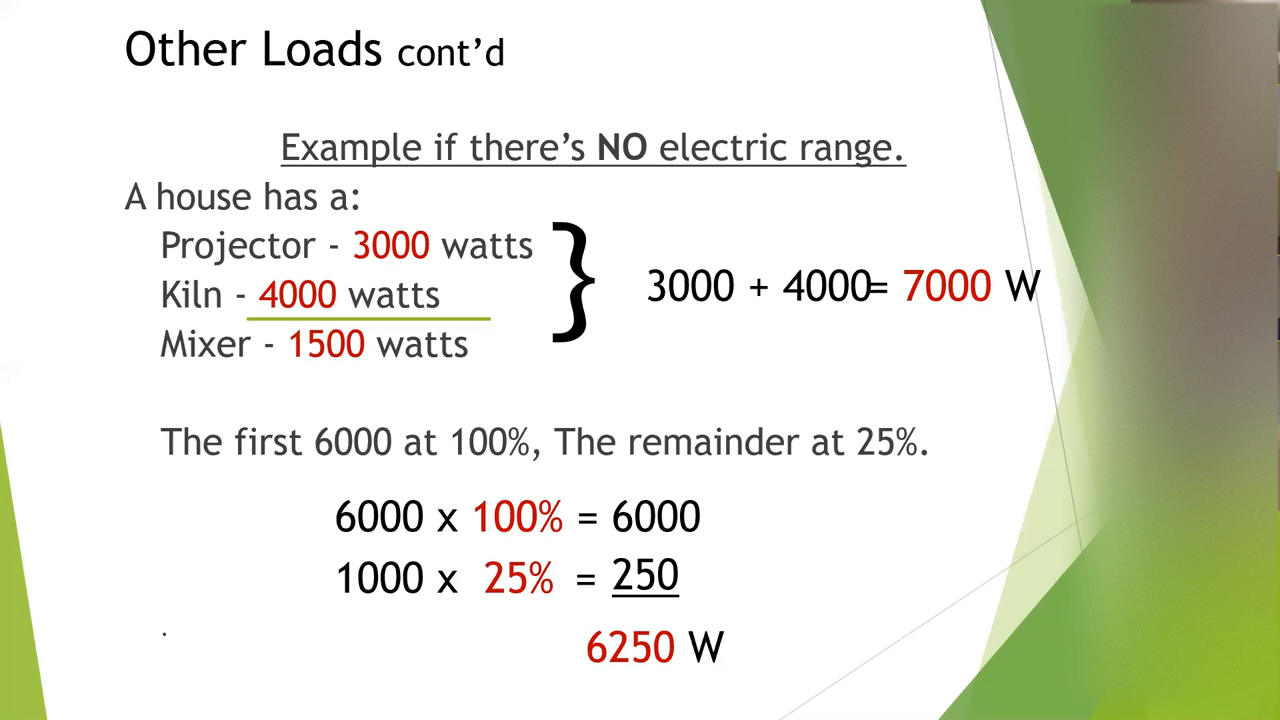 Other Loads cont’d
Example if there’s NO electric range.
A house has a:
Projector - 3000 watts
Kiln - 4000 watts
Mixer - 1500 watts
}
3000 + 4000= 7000 W
The first 6000 at 100%, The remainder at 25%.
6000 x 100% = 6000
1000 x 25% = 250
.
6250 W